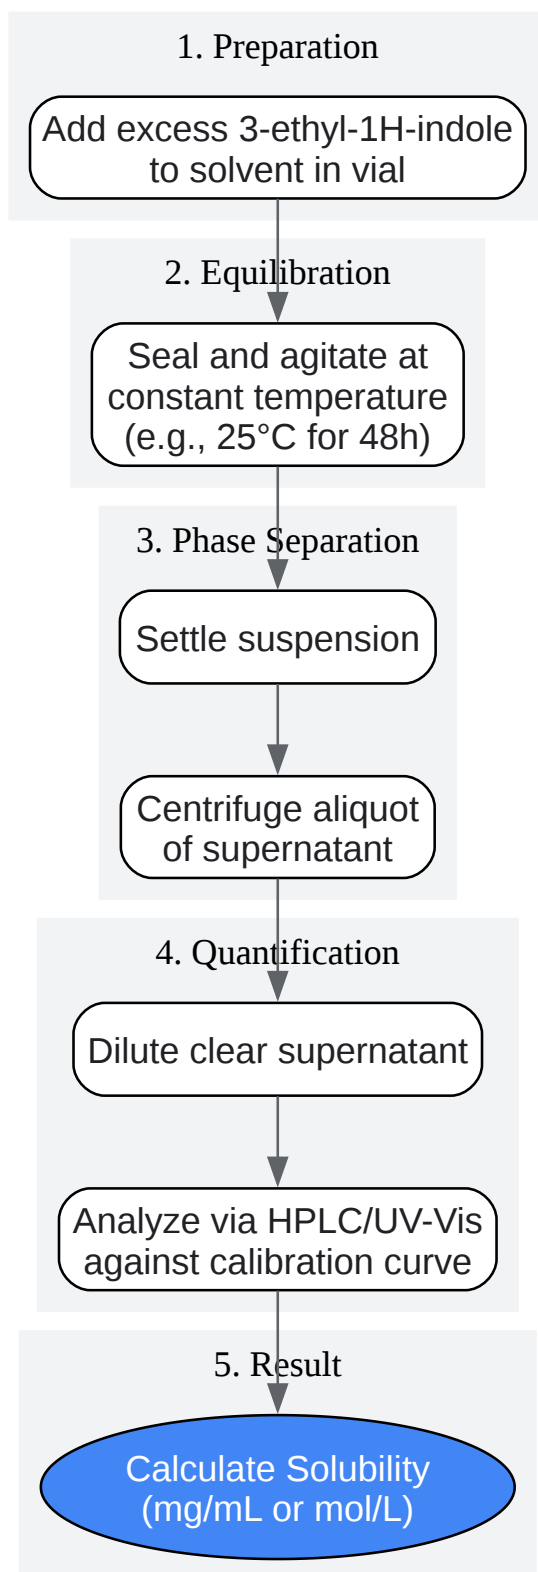 1. Preparation
Add excess 3-ethyl-1H-indole
to solvent in vial
2. Equilibration
Seal and agitate at
constant temperature
(e.g., 25°C for 48h)
3. Phase Separation
Settle suspension
Centrifuge aliquot
of supernatant
4. Quantification
Dilute clear supernatant
Analyze via HPLC/UV-Vis
against calibration curve
5. Result
Calculate Solubility
(mg/mL or mol/L)